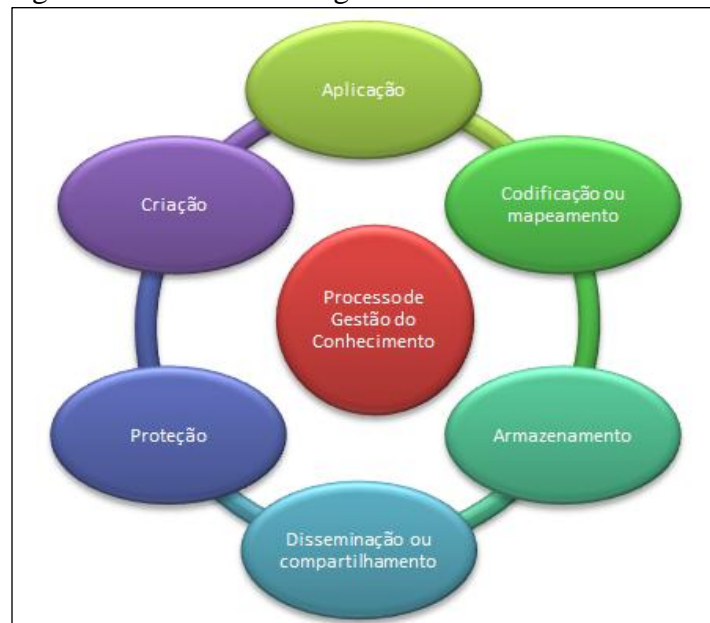 Aplicação
Codificação ou
mapeamento
Armazenamento
Disseminação ou
compartilhamento
Proteção
Criação
Processo de
Gestão do
Conhecimento